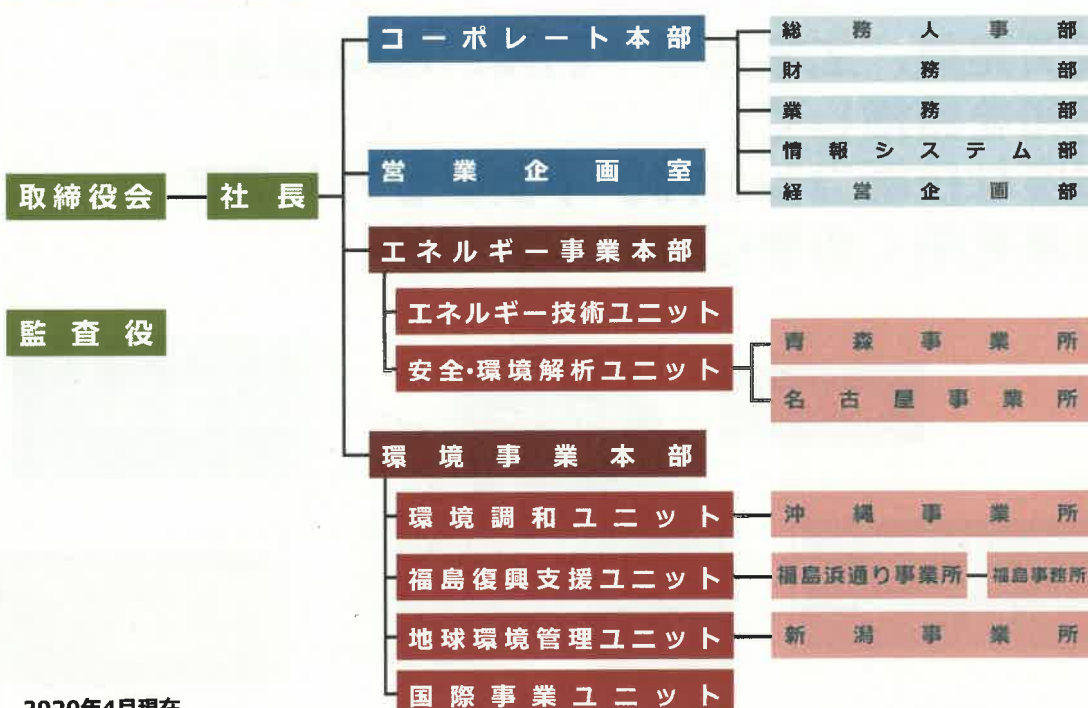 取締役会
社長
監査役
コーポレート本部
総務人事部
財務部
業務部
情報システム部
経営企画部
営業企画室
エネルギー事業本部
エネルギー技術ユニット
安全・環境解析ユニット
青森事業所
名古屋事業所
環境事業本部
環境調和ユニット
沖縄事業所
福島復興支援ユニット
福島浜通り事業所
福島事務所
地球環境管理ユニット
新潟事業所
国際事業ユニット
2020年4月現在